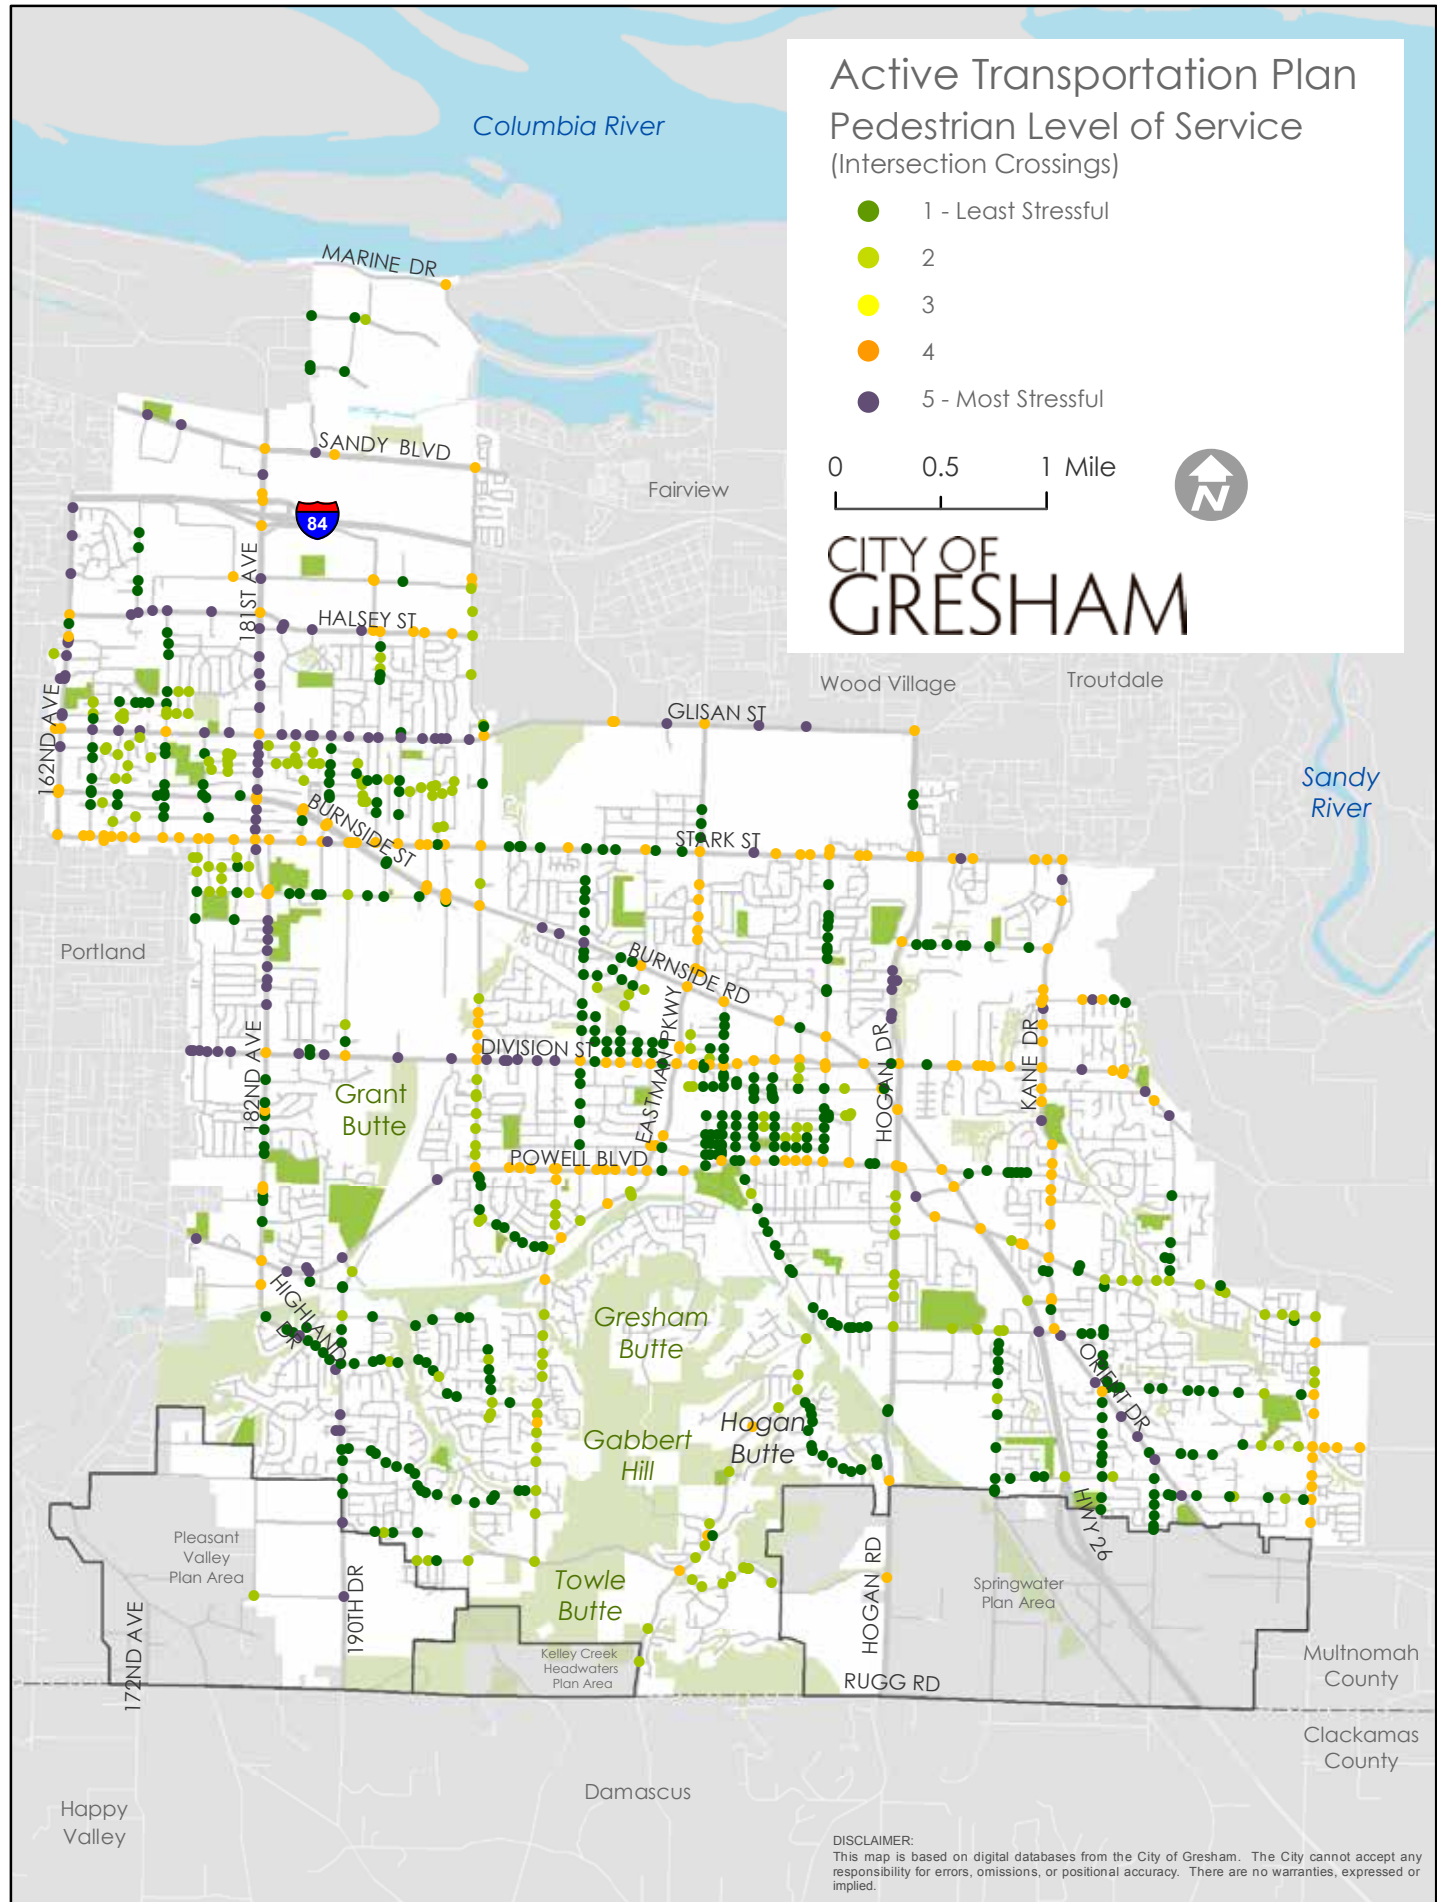 Active Transportation Plan
Pedestrian Level of Service
(Intersection Crossings)
1 - Least Stressful
2
3
4
5 - Most Stressful
0 0.5 1 Mile
N
CITY OF
GRESHAM
Columbia River
MARINE DR
SANDY BLVD
Fairview
84
181ST AVE
HALSEY ST
Wood Village
Troutdale
162ND AVE
GLISAN ST
Sandy
River
BURNSIDE ST
STARK ST
Portland
BURNSIDE RD
EASTMAN PKWY
182ND AVE
DIVISION ST
HOGAN DR
KANE DR
Grant
Butte
POWELL BLVD
HIGHLAND
DR
Gresham
Butte
ORIENT DR
Gabbert
Hill
Hogan
Butte
HWY 26
Pleasant
Valley
Plan Area
Towle
Butte
190TH DR
HOGAN RD
Springwater
Plan Area
172ND AVE
Kelley Creek
Headwaters
Plan Area
RUGG RD
Multnomah
County
Clackamas
County
Damascus
Happy
Valley
DISCLAIMER:
This map is based on digital databases from the City of Gresham. The City cannot accept any
responsibility for errors, omissions, or positional accuracy. There are no warranties, expressed or
implied.